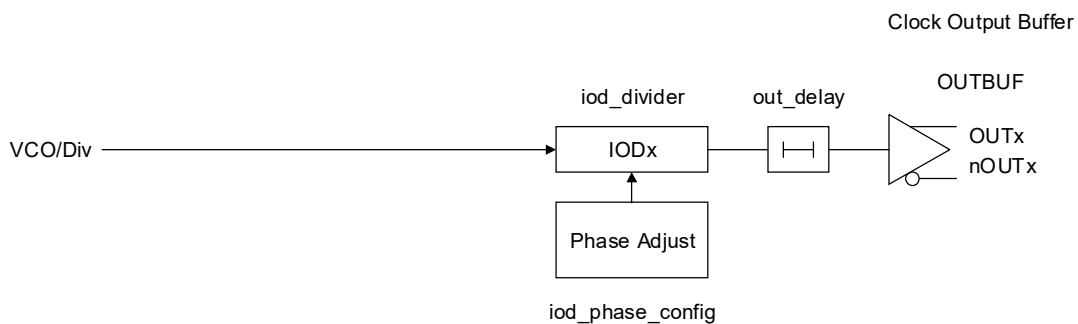 Clock Output Buffer
OUTBUF
iod_divider
out_delay
VCO/Div
IODx
OUTx
nOUTx
Phase Adjust
iod_phase_config